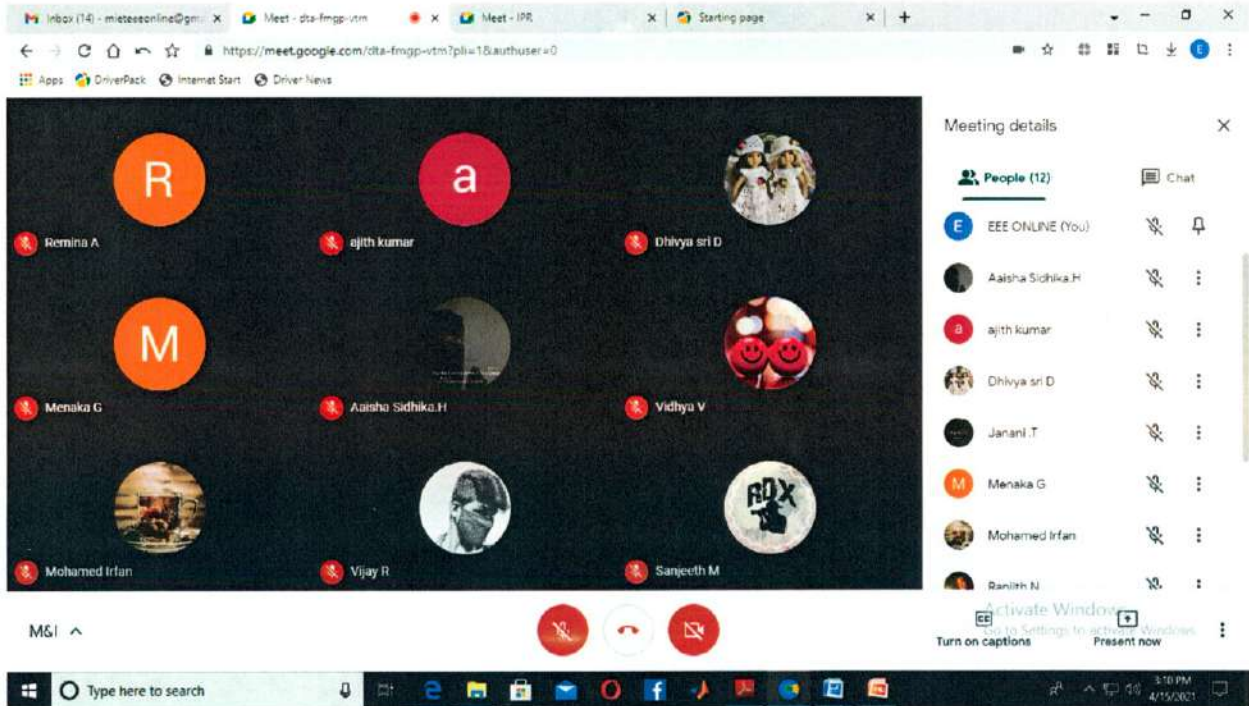 Inbox (14) - mieteeeonline@gm
Meet - dta-fmgp-vtm
Meet - IPR
Starting page
https://meet.google.com/dta-fmgp-vtm?pli=1&authuser=0
E
Apps DriverPack Internet Start Driver News
R
Remina A
a
ajith kumar
Dhivya sri D
M
Menaka G
Aaisha Sidhika.H
Vidhya V
Mohamed Irfan
Vijay R
RDX
Sanjeeth M
Meeting details
People (12)
Chat
E EEE ONLINE (You)
Aaisha Sidhika.H
a ajith kumar
Dhivya sri D
Janani .T
M Menaka G
Mohamed Irfan
Ranjith N
M&I
Activate Windows
Go to Settings to activate Windows.
CC
Turn on captions
Present now
Type here to search
3:10 PM
4/15/2021